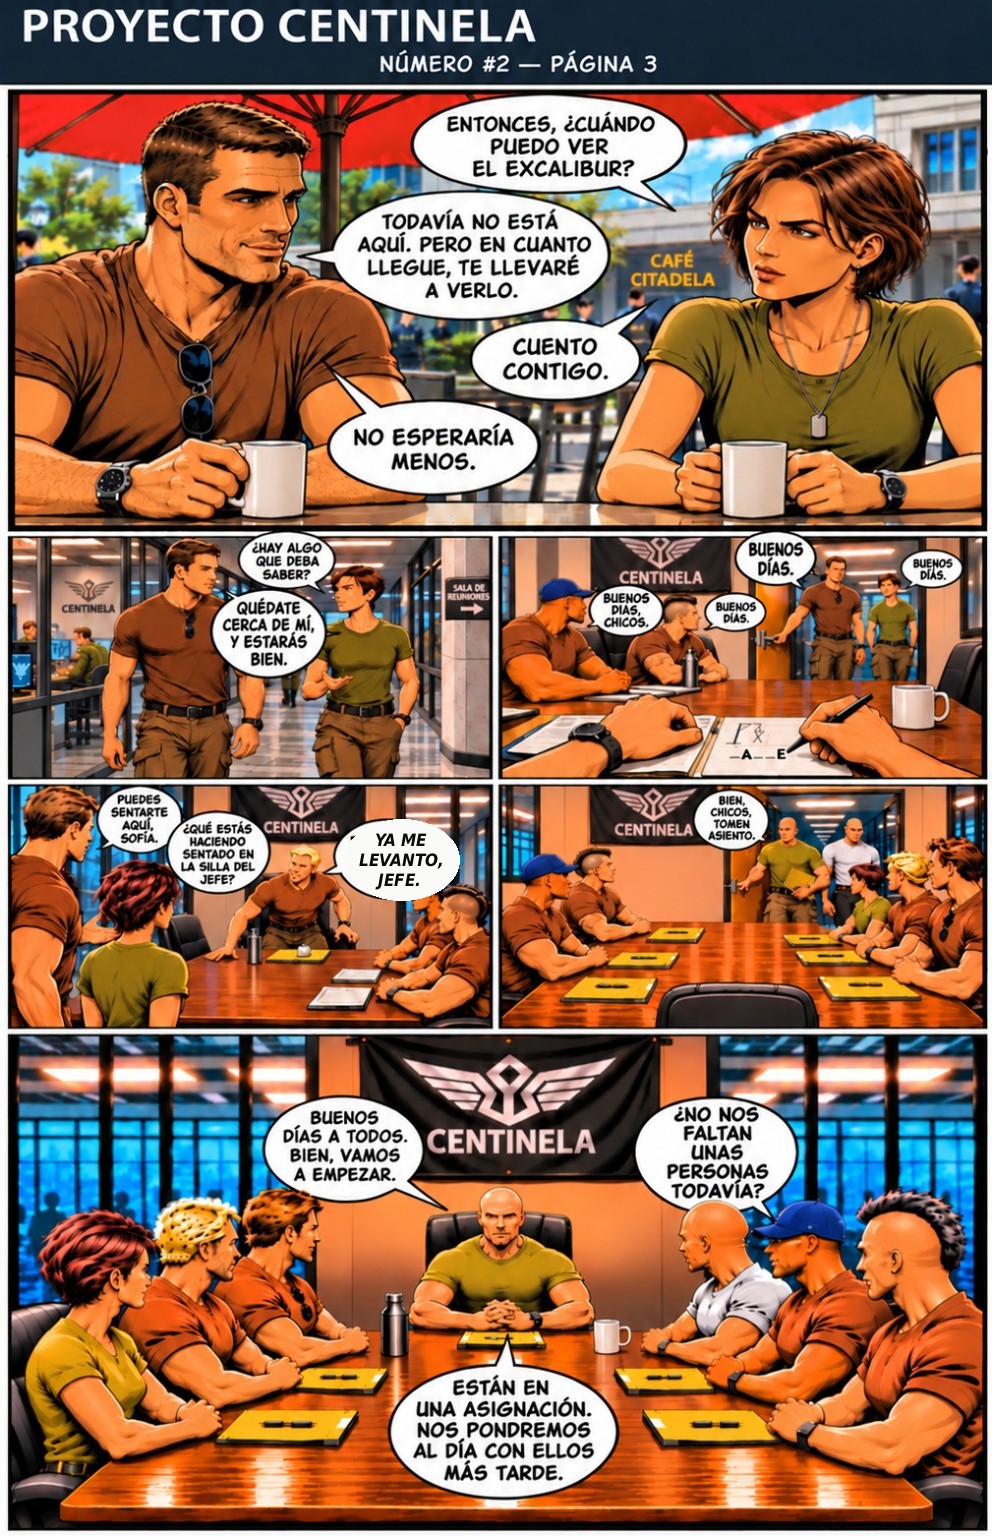 PROYECTO CENTINELA
NÚMERO #2 — PÁGINA 3
ENTONCES, ¿CUÁNDO
PUEDO VER
EL EXCALIBUR?
TODAVÍA NO ESTÁ
AQUÍ. PERO EN CUANTO
LLEGUE, TE LLEVARÉ
A VERLO.
CAFÉ
CITADELA
CUENTO
CONTIGO.
NO ESPERARÍA
MENOS.
¿HAY ALGO
QUE DEBA
SABER?
CENTINELA
SALA DE
REUNIONES
QUÉDATE
CERCA DE MÍ,
Y ESTARÁS
BIEN.
CENTINELA
BUENOS
DÍAS.
BUENOS
DÍAS.
BUENOS
DIAS,
CHICOS.
BUENOS
DÍAS.
_A__E
PUEDES
SENTARTE
AQUÍ,
SOFÍA.
¿QUÉ ESTÁS
HACIENDO
SENTADO EN
LA SILLA DEL
JEFE?
CENTINELA
YA ME
LEVANTO,
JEFE.
CENTINELA
BIEN,
CHICOS,
TOMEN
ASIENTO.
CENTINELA
BUENOS
DÍAS A TODOS.
BIEN, VAMOS
A EMPEZAR.
¿NO NOS
FALTAN
UNAS
PERSONAS
TODAVÍA?
ESTÁN EN
UNA ASIGNACIÓN.
NOS PONDREMOS
AL DÍA CON ELLOS
MÁS TARDE.